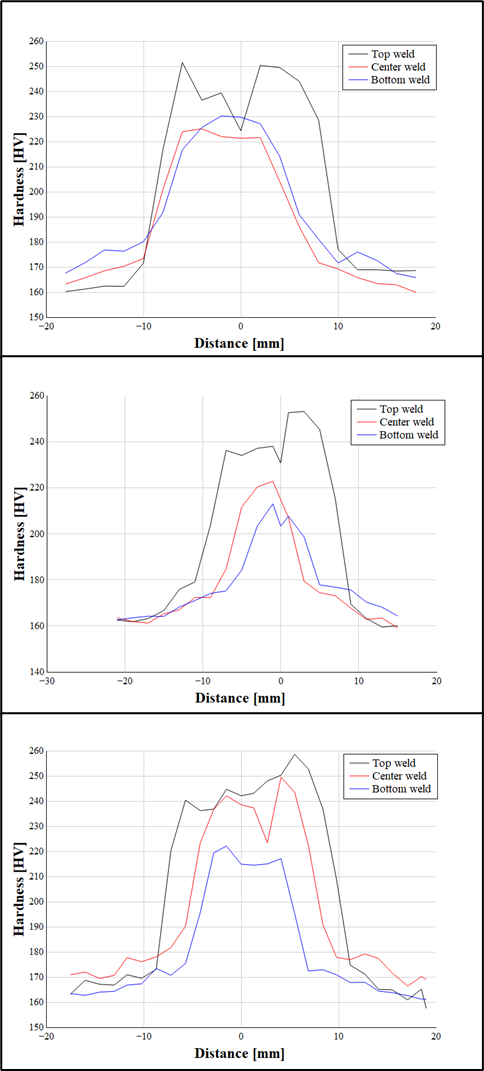 260
250
240
230
220
210
200
190
180
170
160
150
Hardness [HV]
Top weld
Center weld
Bottom weld
−20 −10 0 10 20
Distance [mm]
260
240
220
200
180
160
140
Hardness [HV]
Top weld
Center weld
Bottom weld
−30 −20 −10 0 10 20
Distance [mm]
260
250
240
230
220
210
200
190
180
170
160
150
Hardness [HV]
Top weld
Center weld
Bottom weld
−20 −10 0 10 20
Distance [mm]